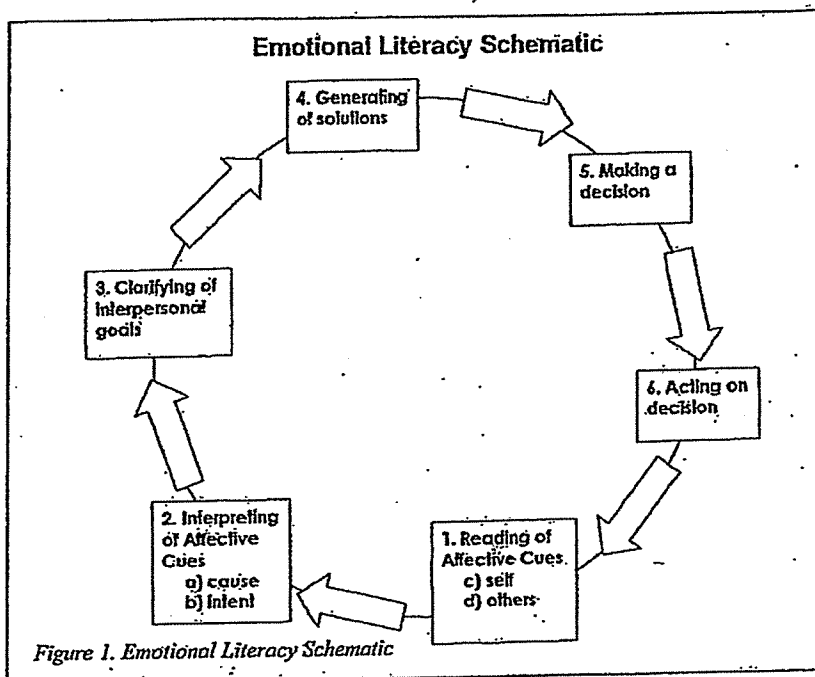 Emotional Literacy Schematic
4. Generating
of solutions
5. Making a
decision
3. Clarifying of
interpersonal
goals
6. Acting on
decision
2. Interpreting
of Affective
Cues
a) cause
b) intent
1. Reading of
Affective Cues
c) self
d) others
Figure 1. Emotional Literacy Schematic